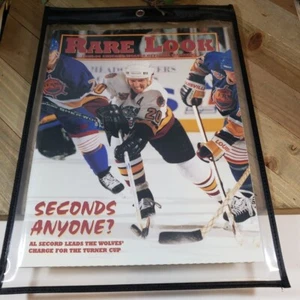 RARE LOOK
SECONDS
ANYONE?
AL SECORD LEADS THE WOLVES'
CHARGE FOR THE TURNER CUP